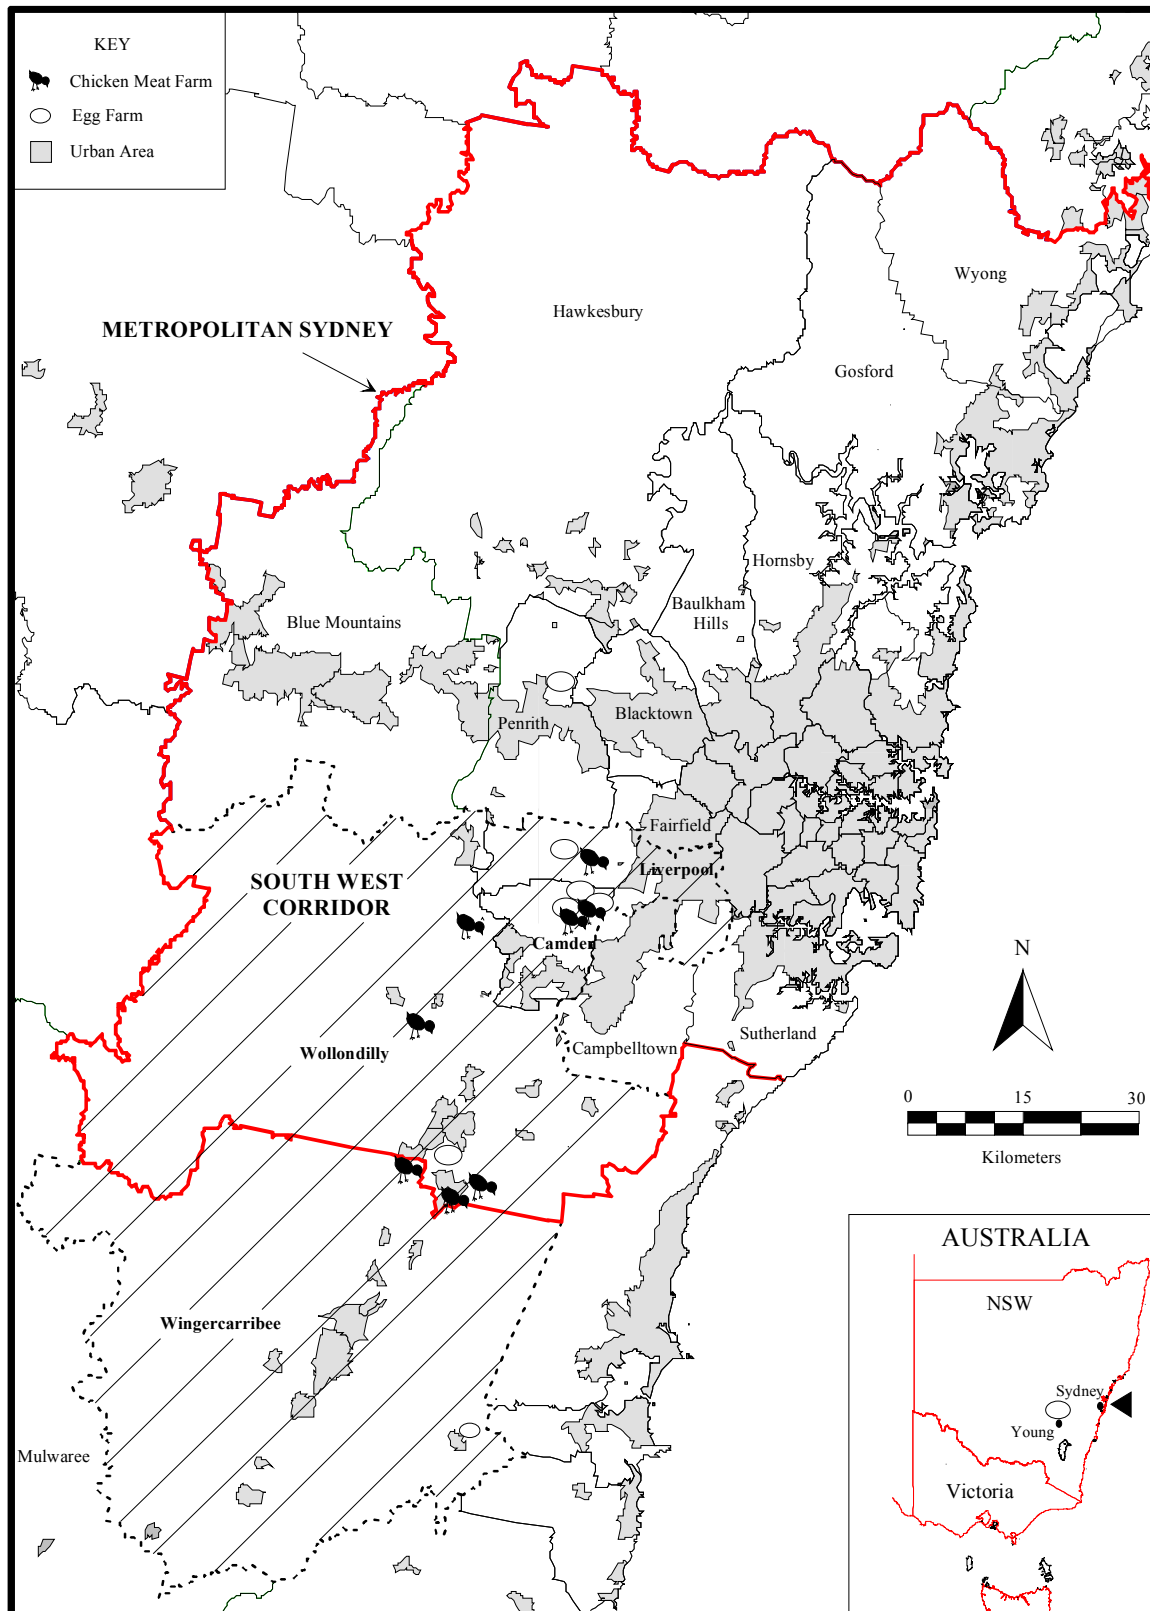 KEY
Chicken Meat Farm
Egg Farm
Urban Area
Wyong
Hawkesbury
METROPOLITAN SYDNEY
Gosford
Hornsby
Baulkham
Hills
Blue Mountains
Blacktown
Penrith
Fairfield
Liverpool
SOUTH WEST
CORRIDOR
Camden
N
Sutherland
Campbelltown
Wollondilly
0 15 30
Kilometers
AUSTRALIA
NSW
Wingercarribee
Sydney
Young
Mulwaree
Victoria